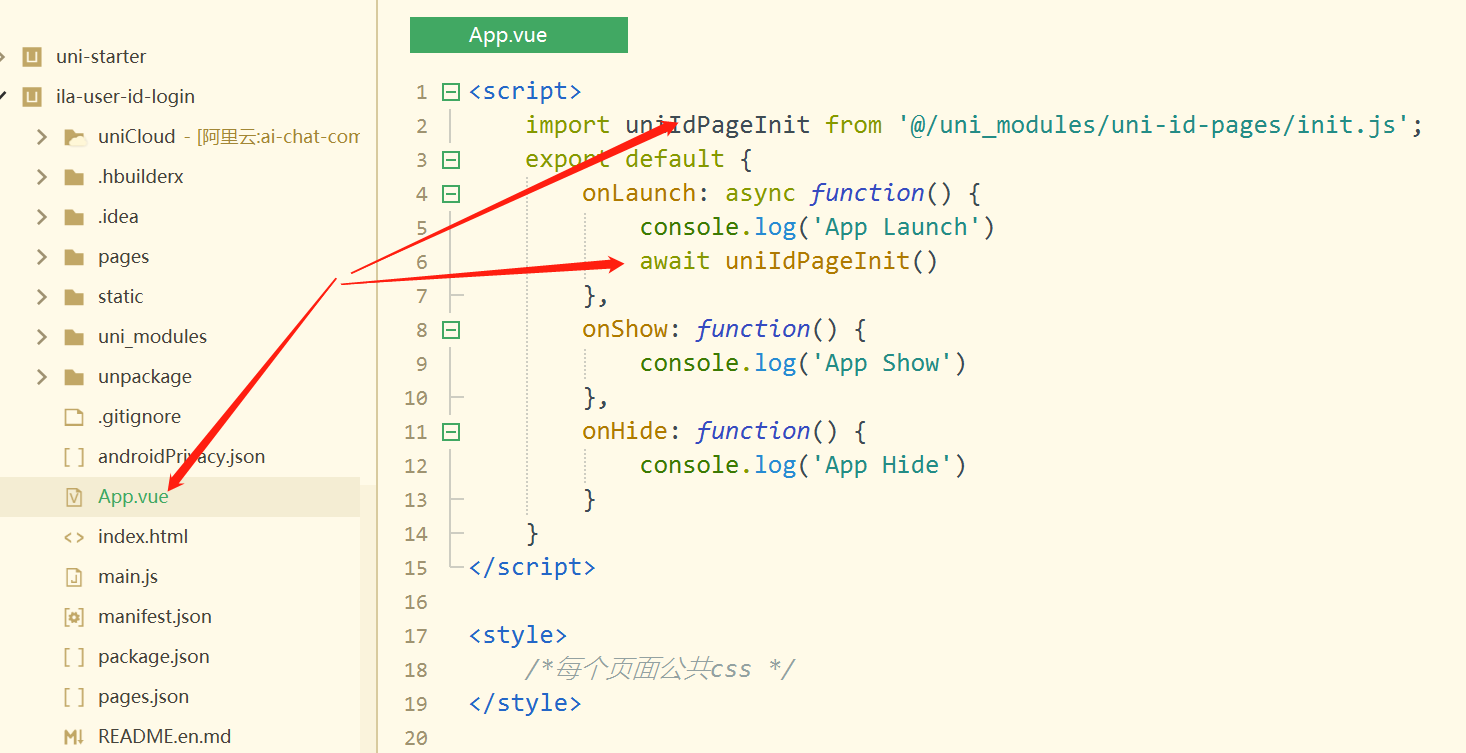 uni-starter
ila-user-id-login
uniCloud - [阿里云:ai-chat-com
.hbuilderx
.idea
pages
static
uni_modules
unpackage
.gitignore
androidPrivacy.json
App.vue
index.html
main.js
manifest.json
package.json
pages.json
README.en.md
App.vue
1 <script>
2 import uniIdPageInit from '@/uni_modules/uni-id-pages/init.js';
3 export default {
4 onLaunch: async function() {
5 console.log('App Launch')
6 await uniIdPageInit()
7 },
8 onShow: function() {
9 console.log('App Show')
10 },
11 onHide: function() {
12 console.log('App Hide')
13 }
14 }
15 </script>
16
17 <style>
18 /*每个页面公共css */
19 </style>
20